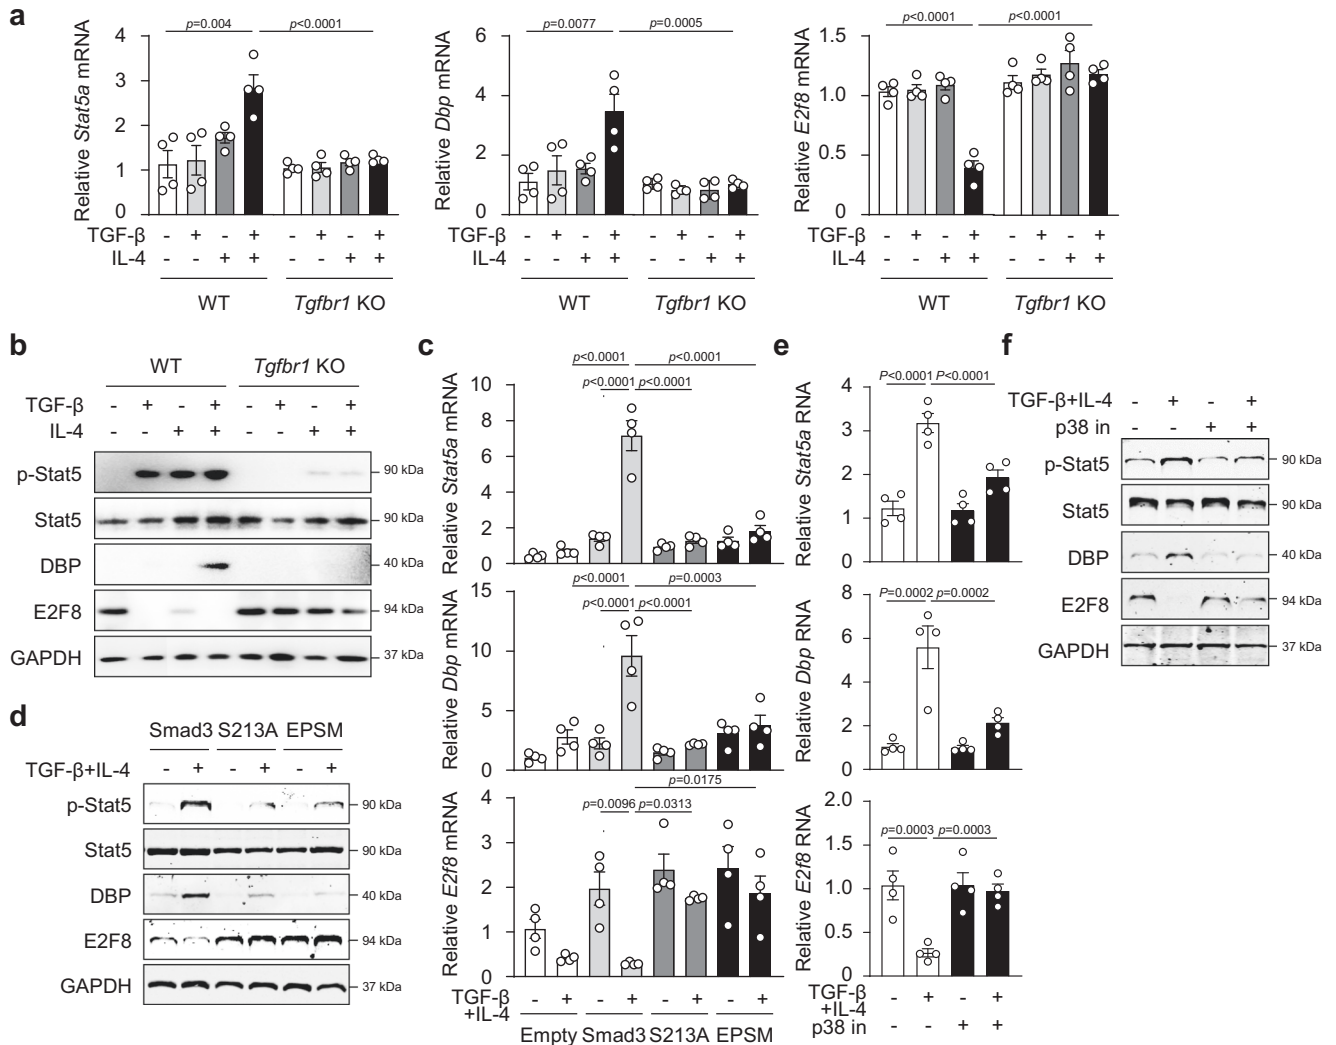 a
Relative Stat5a mRNA
p=0.004
p<0.0001
4
3
2
1
0
TGF-β - + - + - + - +
IL-4 - - + + - - + +
WT
Tgfbr1 KO
Relative Dbp mRNA
p=0.0077
p=0.0005
6
4
2
0
TGF-β - + - + - + - +
IL-4 - - + + - - + +
WT
Tgfbr1 KO
Relative E2f8 mRNA
p<0.0001
p<0.0001
1.5
1.0
0.5
0
TGF-β - + - + - + - +
IL-4 - - + + - - + +
WT
Tgfbr1 KO
b
WT
Tgfbr1 KO
TGF-β - + - + - + - +
IL-4 - - + + - - + +
p-Stat5 90 kDa
Stat5 90 kDa
DBP 40 kDa
E2F8 94 kDa
GAPDH 37 kDa
c
p<0.0001
p<0.0001
p<0.0001 p<0.0001
Relative Stat5a mRNA
10
8
6
4
2
0
p<0.0001
p=0.0003
p<0.0001 p<0.0001
Relative Dbp mRNA
15
10
5
0
p=0.0175
p=0.0096 p=0.0313
Relative E2f8 mRNA
4
3
2
1
0
TGF-β
+IL-4
- + - + - + - +
Empty Smad3 S213A EPSM
d
Smad3 S213A EPSM
TGF-β+IL-4 - + - + - +
p-Stat5 90 kDa
Stat5 90 kDa
DBP 40 kDa
E2F8 94 kDa
GAPDH 37 kDa
e
P<0.0001 P<0.0001
Relative Stat5a RNA
4
3
2
1
0
P=0.0002 p=0.0002
Relative Dbp RNA
8
6
4
2
0
p=0.0003 p=0.0003
Relative E2f8 RNA
2.0
1.5
1.0
0.5
0
TGF-β
+IL-4
- + - +
p38 in - - + +
f
TGF-β+IL-4 - + - +
p38 in - - + +
p-Stat5 90 kDa
Stat5 90 kDa
DBP 40 kDa
E2F8 94 kDa
GAPDH 37 kDa